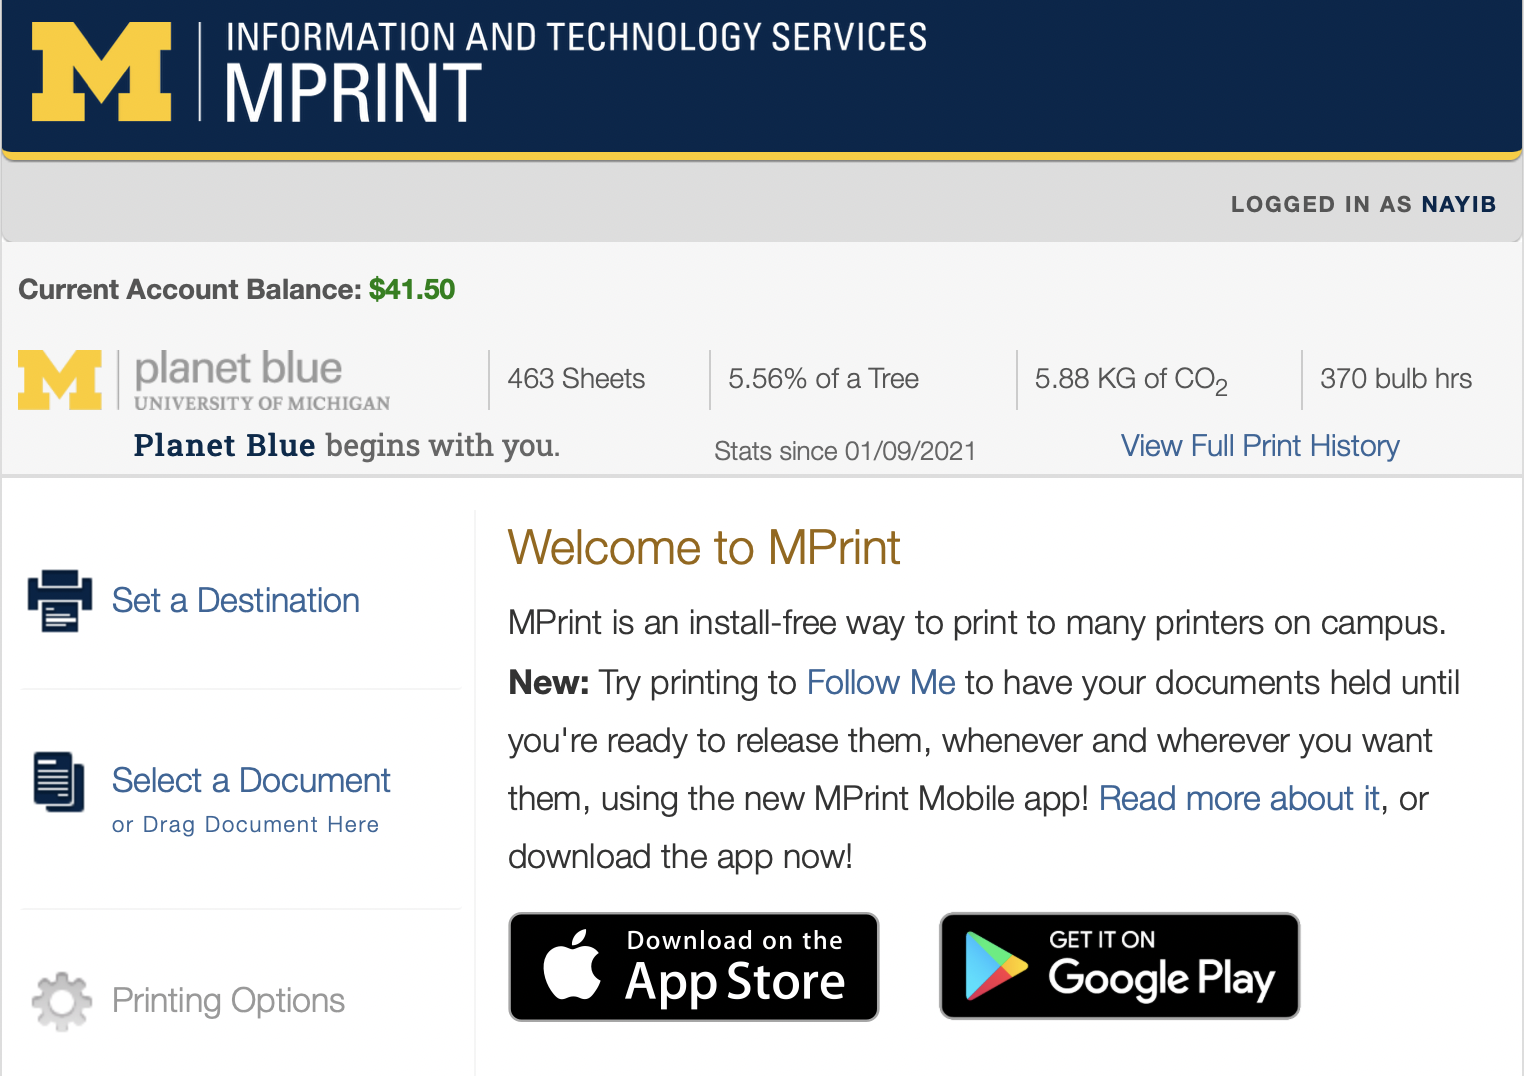 M
INFORMATION AND TECHNOLOGY SERVICES
MPRINT
LOGGED IN AS NAYIB
Current Account Balance: $41.50
M planet blue
UNIVERSITY OF MICHIGAN
463 Sheets
5.56% of a Tree
5.88 KG of CO₂
370 bulb hrs
Planet Blue begins with you.
Stats since 01/09/2021
View Full Print History
Set a Destination
Select a Document
or Drag Document Here
Printing Options
Welcome to MPrint
MPrint is an install-free way to print to many printers on campus.
New: Try printing to Follow Me to have your documents held until
you're ready to release them, whenever and wherever you want
them, using the new MPrint Mobile app! Read more about it, or
download the app now!
Download on the
App Store
GET IT ON
Google Play